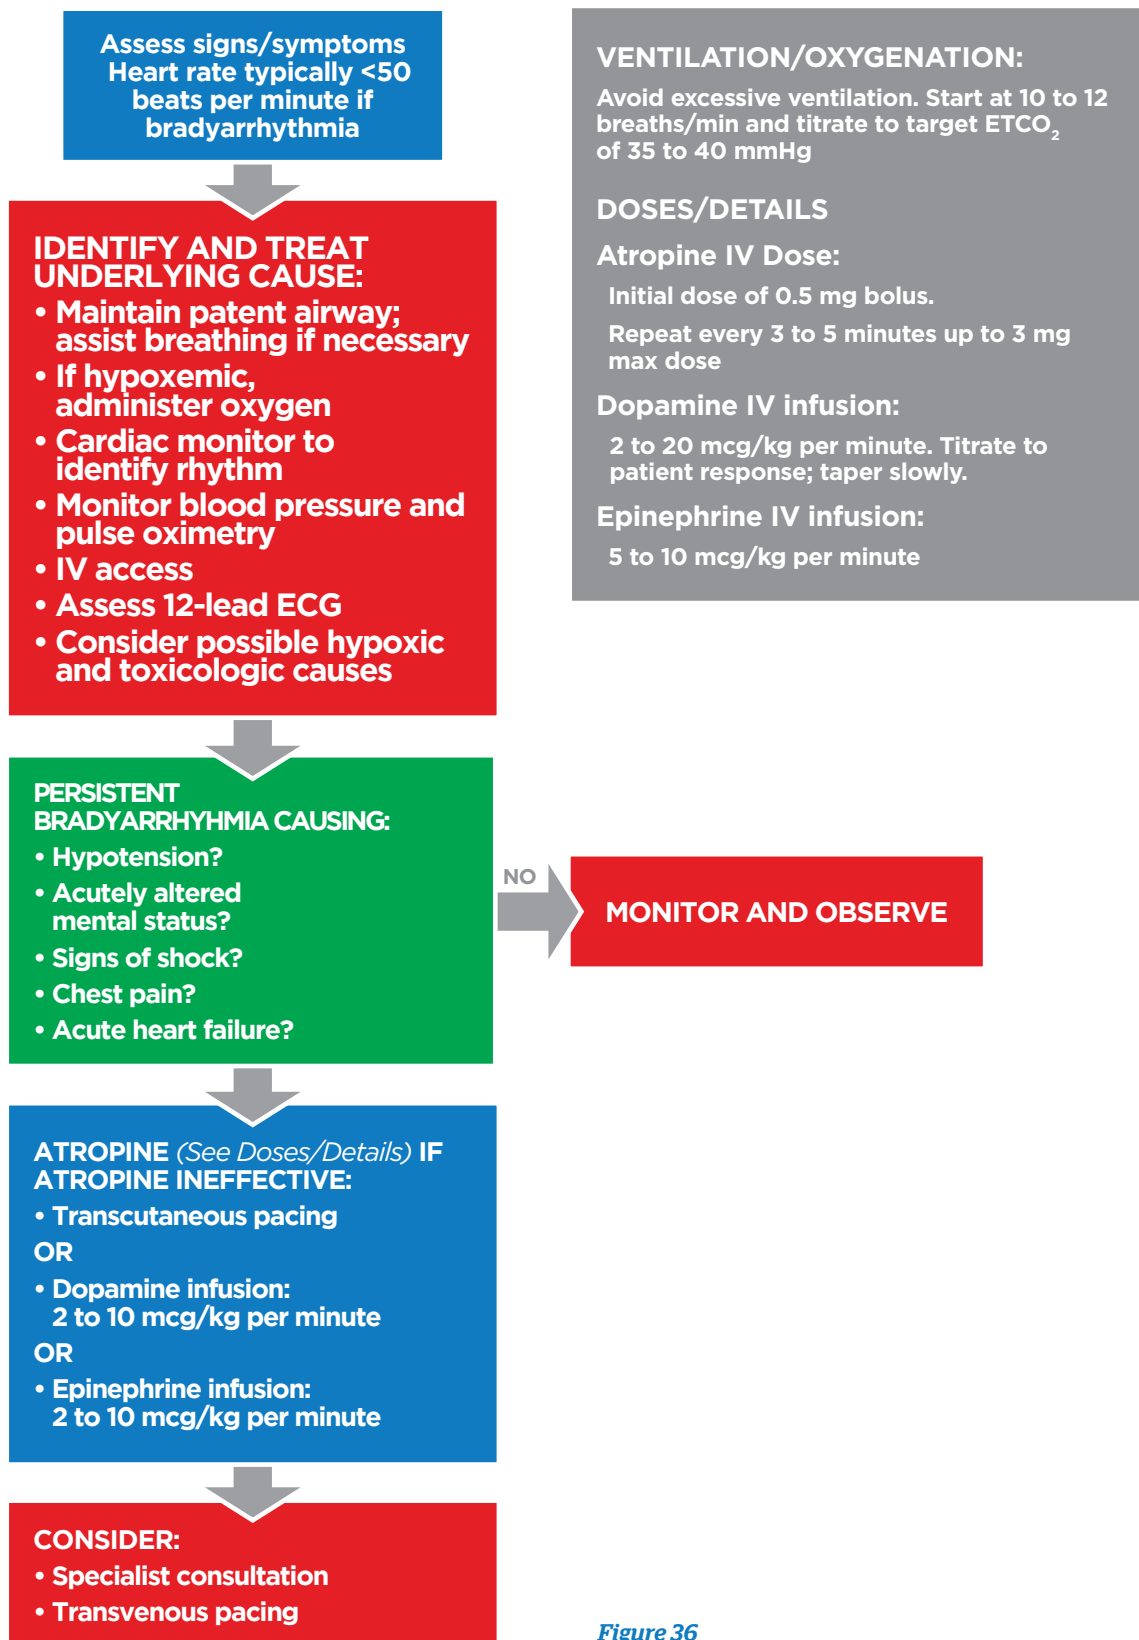 Assess signs/symptoms
Heart rate typically <50
beats per minute if
bradyarrhythmia
IDENTIFY AND TREAT
UNDERLYING CAUSE:
• Maintain patent airway;
assist breathing if necessary
• If hypoxemic,
administer oxygen
• Cardiac monitor to
identify rhythm
• Monitor blood pressure and
pulse oximetry
• IV access
• Assess 12-lead ECG
• Consider possible hypoxic
and toxicologic causes
PERSISTENT
BRADYARRHYHMIA CAUSING:
• Hypotension?
• Acutely altered
mental status?
• Signs of shock?
• Chest pain?
• Acute heart failure?
NO
MONITOR AND OBSERVE
ATROPINE (See Doses/Details) IF
ATROPINE INEFFECTIVE:
• Transcutaneous pacing
OR
• Dopamine infusion:
2 to 10 mcg/kg per minute
OR
• Epinephrine infusion:
2 to 10 mcg/kg per minute
CONSIDER:
• Specialist consultation
• Transvenous pacing
VENTILATION/OXYGENATION:
Avoid excessive ventilation. Start at 10 to 12
breaths/min and titrate to target ETCO₂
of 35 to 40 mmHg
DOSES/DETAILS
Atropine IV Dose:
Initial dose of 0.5 mg bolus.
Repeat every 3 to 5 minutes up to 3 mg
max dose
Dopamine IV infusion:
2 to 20 mcg/kg per minute. Titrate to
patient response; taper slowly.
Epinephrine IV infusion:
5 to 10 mcg/kg per minute
Figure 36